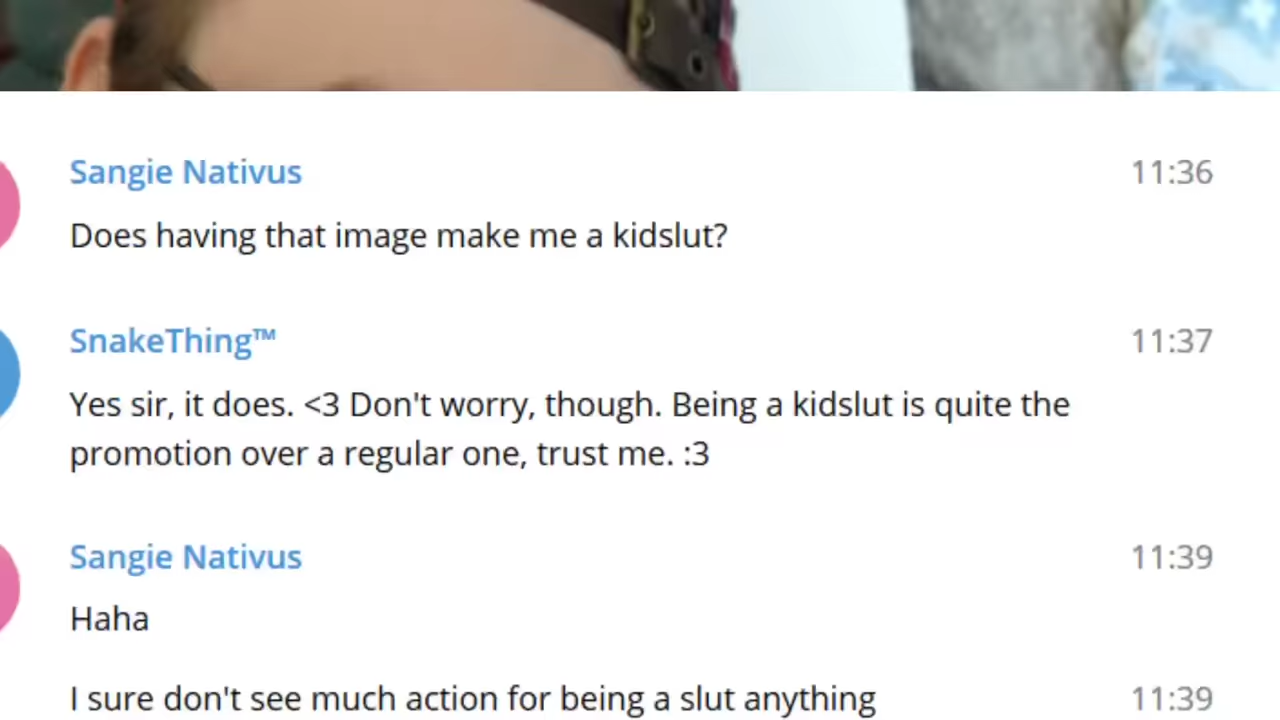 Sangie Nativus 11:36
Does having that image make me a kidslut?
SnakeThing™ 11:37
Yes sir, it does. <3 Don't worry, though. Being a kidslut is quite the
promotion over a regular one, trust me. :3
Sangie Nativus 11:39
Haha
I sure don't see much action for being a slut anything 11:39